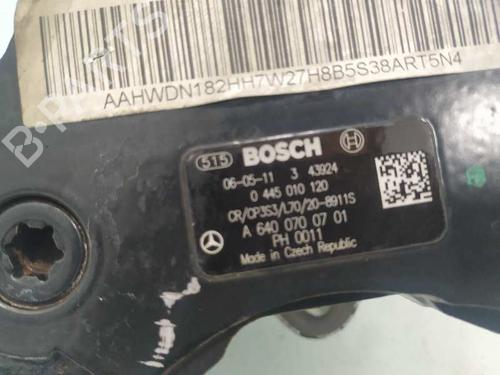 AAHWDN182HH7W27H8B5S38ART5N4
515 BOSCH
06-05-11 3 43924
0 445 010 120
CR/CP3S3/L70/20-8911S
A 640 070 07 01
PH 0011
Made in Czech Republic
B-PARTS